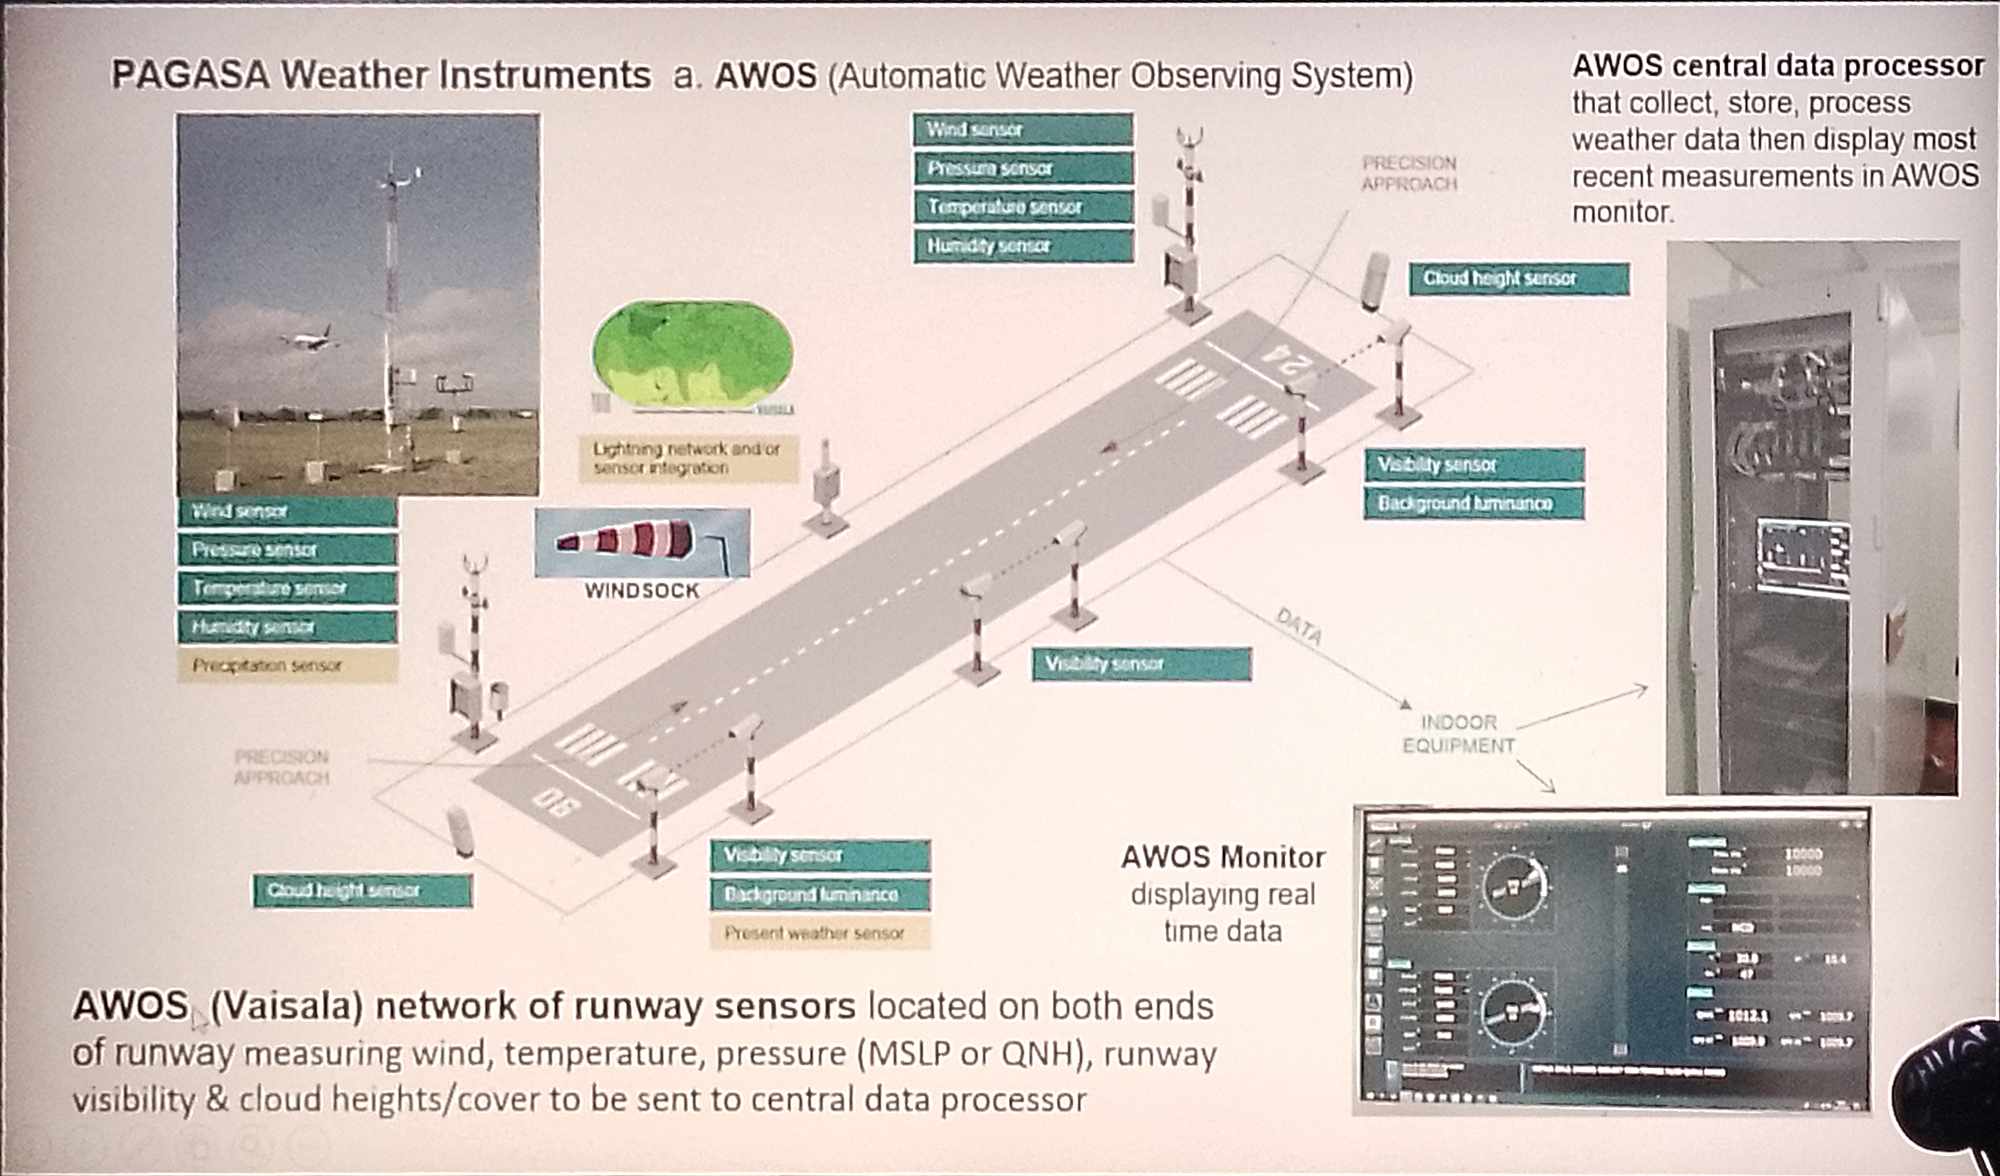 PAGASA Weather Instruments a. AWOS (Automatic Weather Observing System)
AWOS central data processor
that collect, store, process
weather data then display most
recent measurements in AWOS
monitor.
Wind sensor
Pressure sensor
Temperature sensor
Humidity sensor
PRECISION
APPROACH
Cloud height sensor
24
VAISALA
Lightning network and/or
sensor integration
Visibility sensor
Background luminance
Wind sensor
Pressure sensor
Temperature sensor
Humidity sensor
Precipitation sensor
WINDSOCK
DATA
Visibility sensor
INDOOR
EQUIPMENT
PRECISION
APPROACH
Cloud height sensor
Visibility sensor
Background luminance
Present weather sensor
AWOS Monitor
displaying real
time data
10000
10000
NCD
1012.1
AWOS (Vaisala) network of runway sensors located on both ends
of runway measuring wind, temperature, pressure (MSLP or QNH), runway
visibility & cloud heights/cover to be sent to central data processor